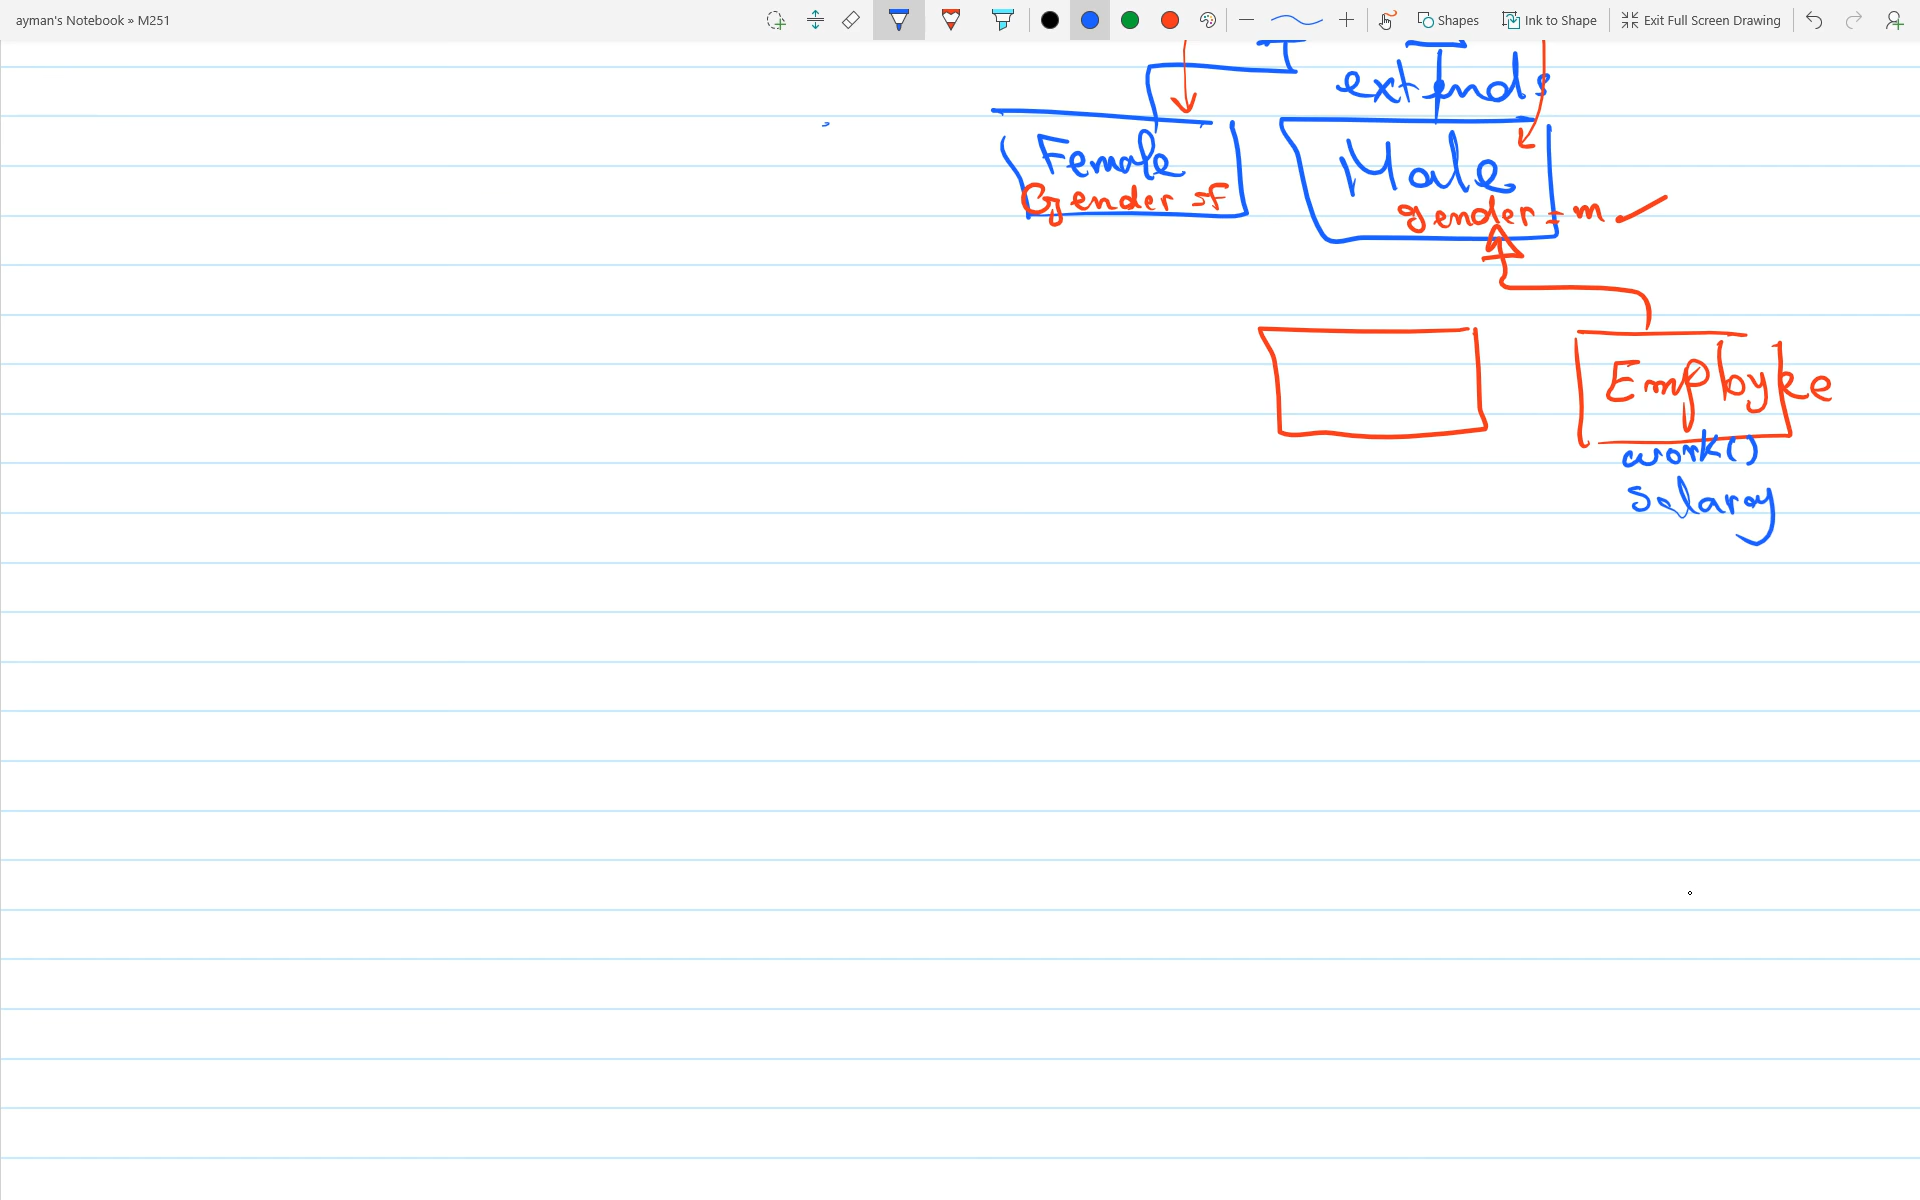 ayman's Notebook » M251
Shapes
Ink to Shape
Exit Full Screen Drawing
extends
Female
Gender = f
Male
gender = m
Employee
work()
Salary